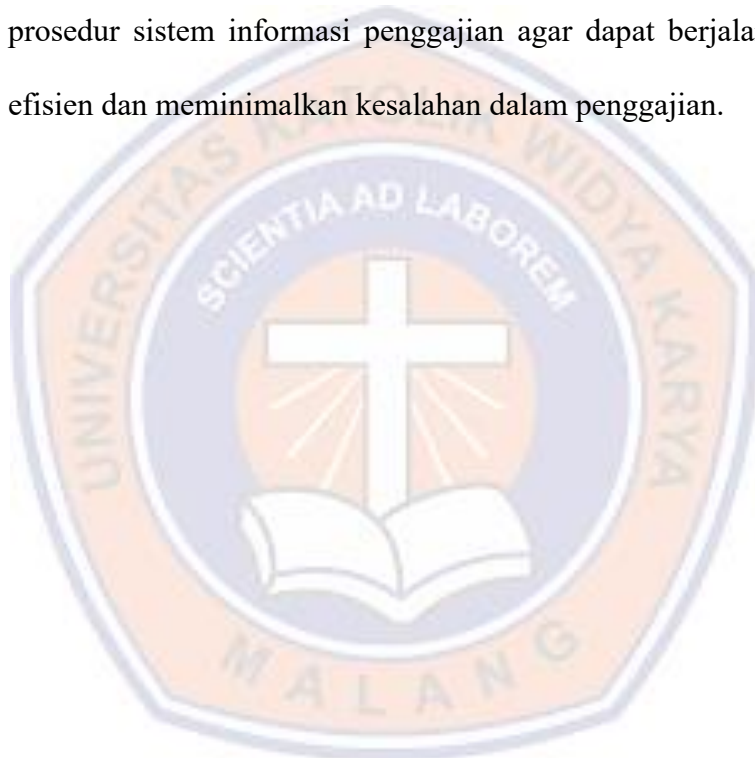 prosedur sistem informasi penggajian agar dapat berjala
efisien dan meminimalkan kesalahan dalam penggajian.
UNIVERSITAS KATOLIK WIDYA KARYA
SCIENTIA AD LABOREM
MALANG